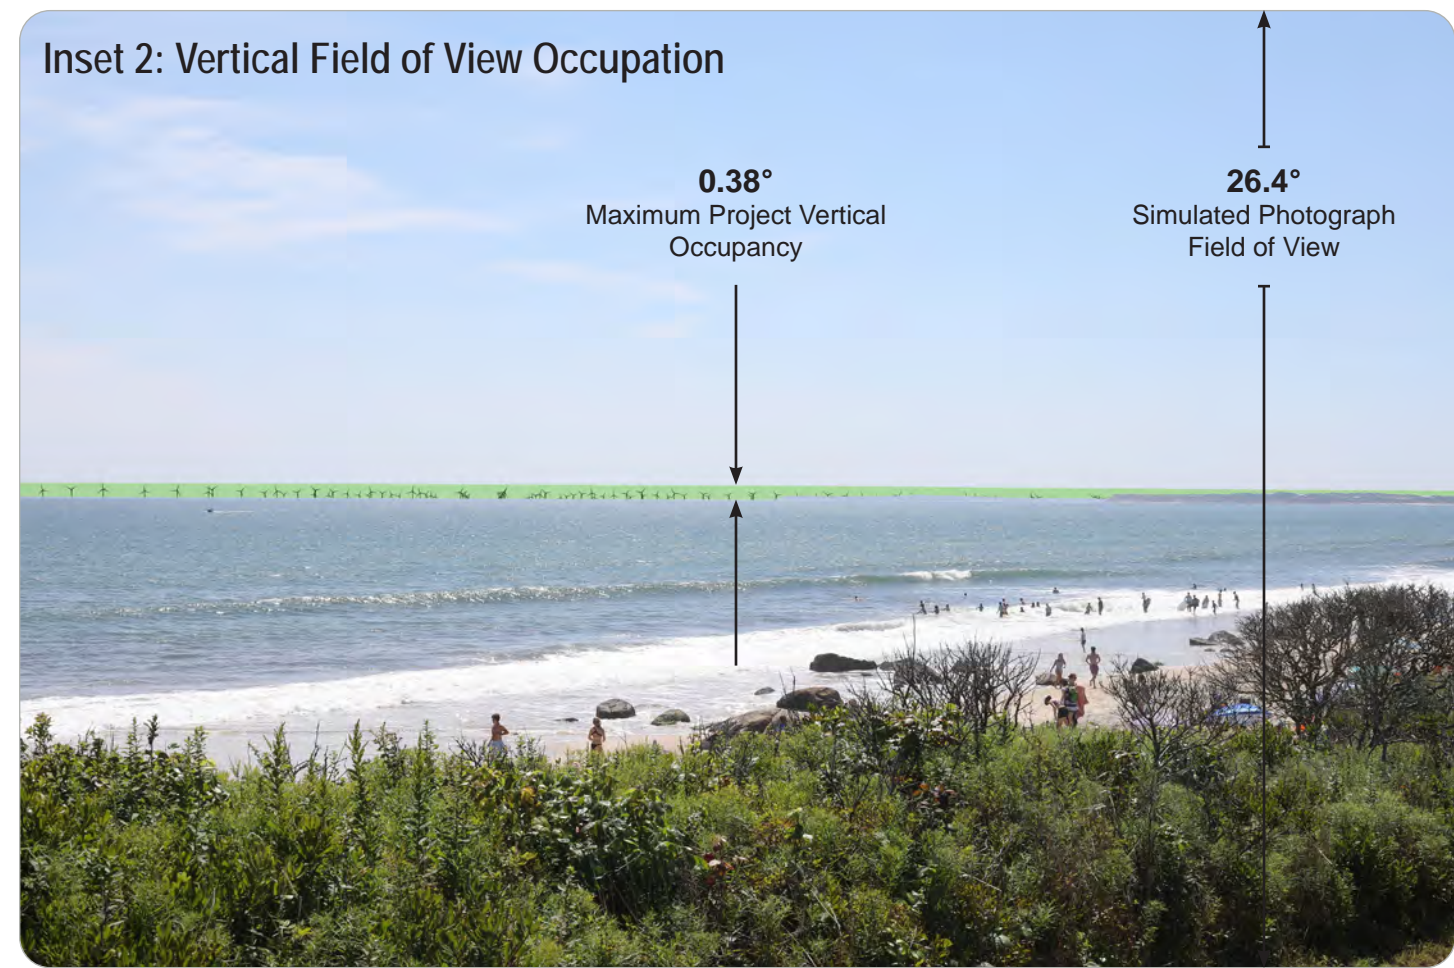 Inset 2: Vertical Field of View Occupation
0.38°
Maximum Project Vertical
Occupancy
26.4°
Simulated Photograph
Field of View